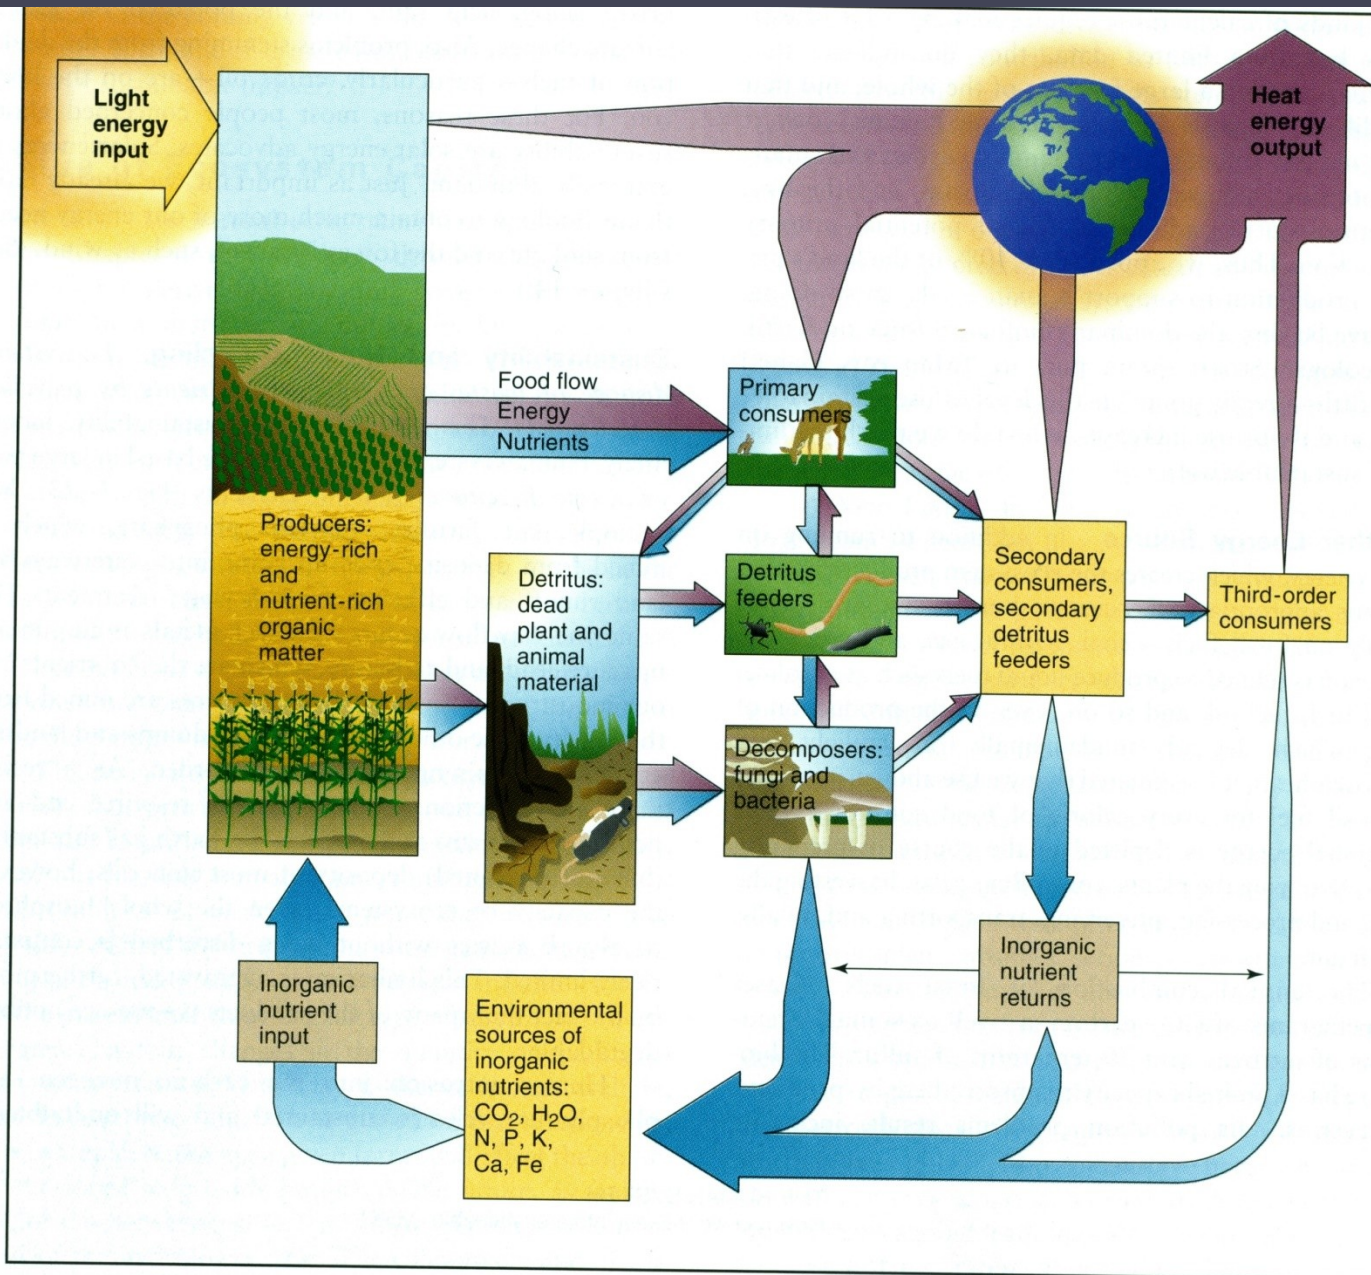 Light
energy
input
Heat
energy
output
Food flow
Energy
Nutrients
Primary
consumers
Producers:
energy-rich
and
nutrient-rich
organic
matter
Detritus:
dead
plant and
animal
material
Detritus
feeders
Secondary
consumers,
secondary
detritus
feeders
Third-order
consumers
Decomposers:
fungi and
bacteria
Inorganic
nutrient
returns
Inorganic
nutrient
input
Environmental
sources of
inorganic
nutrients:
CO₂, H₂O,
N, P, K,
Ca, Fe